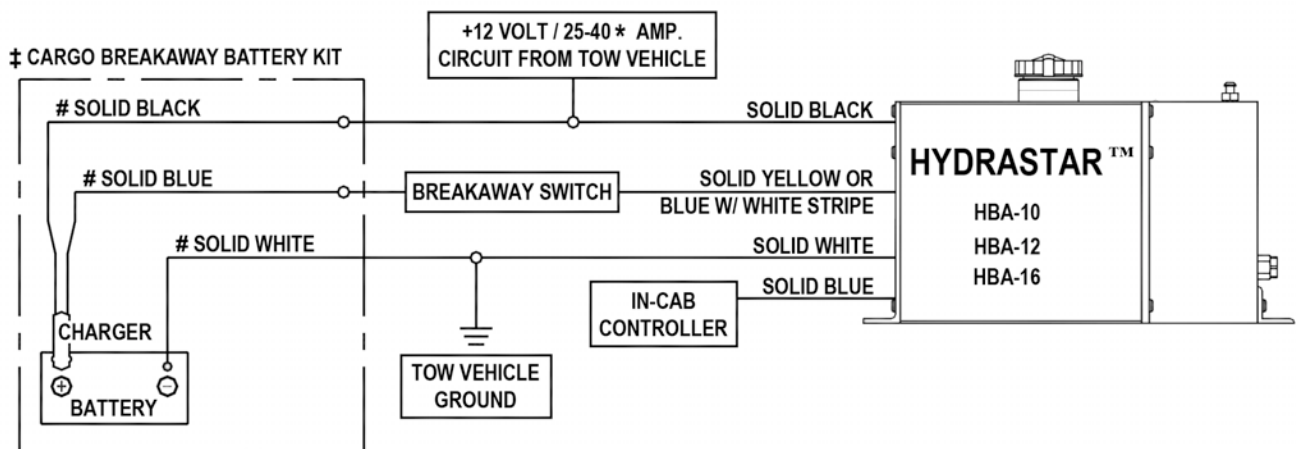 +12 VOLT / 25-40* AMP.
CIRCUIT FROM TOW VEHICLE
‡ CARGO BREAKAWAY BATTERY KIT
# SOLID BLACK
SOLID BLACK
HYDRASTAR™
HBA-10
HBA-12
HBA-16
# SOLID BLUE
BREAKAWAY SWITCH
SOLID YELLOW OR
BLUE W/ WHITE STRIPE
# SOLID WHITE
SOLID WHITE
SOLID BLUE
IN-CAB
CONTROLLER
CHARGER
+
-
BATTERY
TOW VEHICLE
GROUND